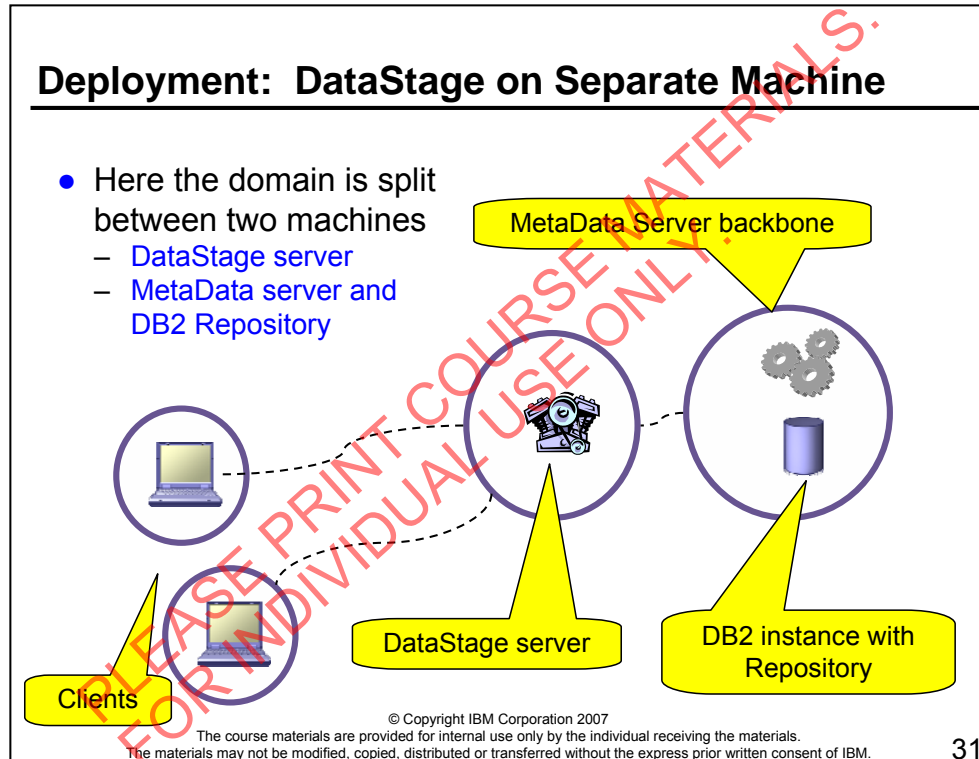 Deployment: DataStage on Separate Machine
● Here the domain is split
between two machines
– DataStage server
– MetaData server and
DB2 Repository
MetaData Server backbone
DataStage server
DB2 instance with
Repository
Clients
PLEASE PRINT COURSE MATERIALS.
FOR INDIVIDUAL USE ONLY.
© Copyright IBM Corporation 2007
The course materials are provided for internal use only by the individual receiving the materials.
The materials may not be modified, copied, distributed or transferred without the express prior written consent of IBM.
31